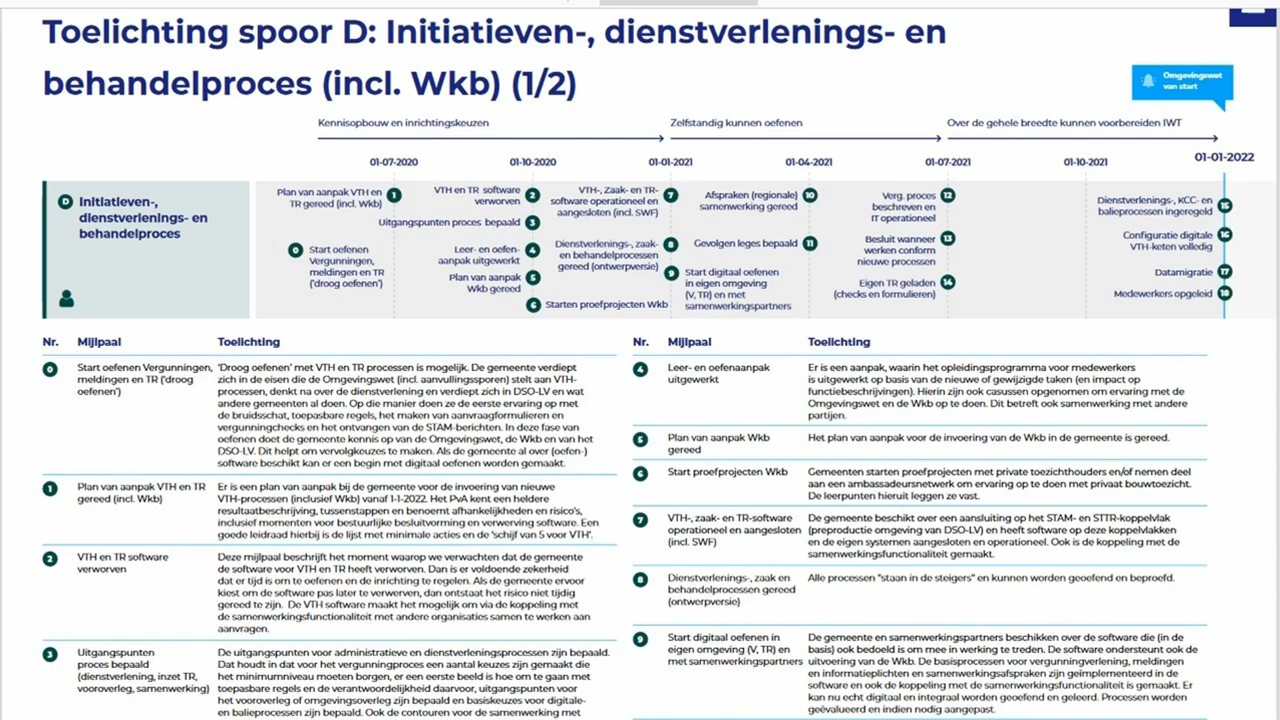 Toelichting spoor D: Initiatieven-, dienstverlenings- en
behandelproces (incl. Wkb) (1/2)
Omgevingswet
van start
Kennisopbouw en inrichtingskeuzen
Zelfstandig kunnen oefenen
Over de gehele breedte kunnen voorbereiden IWT
01-07-2020
01-10-2020
01-01-2021
01-04-2021
01-07-2021
01-10-2021
01-01-2022
D
Initiatieven-,
dienstverlenings- en
behandelproces
Plan van aanpak VTH en
TR gereed (incl. Wkb)
1
0
Start oefenen
Vergunningen,
meldingen en TR
('droog oefenen')
VTH en TR software
verworven
2
Uitgangspunten proces bepaald
3
Leer- en oefen-
aanpak uitgewerkt
4
Plan van aanpak
Wkb gereed
5
6
Starten proefprojecten Wkb
VTH-, Zaak- en TR-
software operationeel en
aangesloten (incl. SWF)
7
Dienstverlenings-, zaak-
en behandelprocessen
gereed (ontwerpversie)
8
9
Start digitaal oefenen
in eigen omgeving
(V, TR) en met
samenwerkingspartners
Afspraken (regionale)
samenwerking gereed
10
Gevolgen leges bepaald
11
Verg. proces
beschreven en
IT operationeel
12
Besluit wanneer
werken conform
nieuwe processen
13
Eigen TR geladen
(checks en formulieren)
14
Dienstverlenings-, KCC- en
balieprocessen ingeregeld
15
Configuratie digitale
VTH-keten volledig
16
Datamigratie
17
Medewerkers opgeleid
18
Nr. Mijlpaal Toelichting
0
Start oefenen Vergunningen,
meldingen en TR ('droog
oefenen')
'Droog oefenen' met VTH en TR processen is mogelijk. De gemeente verdiept
zich in de eisen die de Omgevingswet (incl. aanvullingssporen) stelt aan VTH-
processen, denkt na over de dienstverlening en verdiept zich in DSO-LV en wat
andere gemeenten al doen. Op die manier doen ze de eerste ervaring op met
de bruidsschat, toepasbare regels, het maken van aanvraagformulieren en
vergunningchecks en het ontvangen van de STAM-berichten. In deze fase van
oefenen doet de gemeente kennis op van de Omgevingswet, de Wkb en van het
DSO-LV. Dit helpt om vervolgkeuzes te maken. Als de gemeente al over (oefen-)
software beschikt kan er een begin met digitaal oefenen worden gemaakt.
1
Plan van aanpak VTH en TR
gereed (incl. Wkb)
Er is een plan van aanpak bij de gemeente voor de invoering van nieuwe
VTH-processen (inclusief Wkb) vanaf 1-1-2022. Het PvA kent een heldere
resultaatbeschrijving, tussenstappen en benoemt afhankelijkheden en risico's,
inclusief momenten voor bestuurlijke besluitvorming en verwerving software. Een
goede leidraad hierbij is de lijst met minimale acties en de 'schijf van 5 voor VTH'.
2
VTH en TR software
verworven
Deze mijlpaal beschrijft het moment waarop we verwachten dat de gemeente
de software voor VTH en TR heeft verworven. Dan is er voldoende zekerheid
dat er tijd is om te oefenen en de inrichting te regelen. Als de gemeente ervoor
kiest om de software pas later te verwerven, dan ontstaat het risico niet tijdig
gereed te zijn. De VTH software maakt het mogelijk om via de koppeling met
de samenwerkingsfunctionaliteit met andere organisaties samen te werken aan
aanvragen.
3
Uitgangspunten
proces bepaald
(dienstverlening, inzet TR,
vooroverleg, samenwerking)
De uitgangspunten voor administratieve en dienstverleningsprocessen zijn bepaald.
Dat houdt in dat voor het vergunningproces een aantal keuzes zijn gemaakt die
het minimumniveau moeten borgen, er een eerste beeld is hoe om te gaan met
toepasbare regels en de verantwoordelijkheid daarvoor, uitgangspunten voor
het vooroverleg of omgevingsoverleg zijn bepaald en basiskeuzes voor digitale-
en balieprocessen zijn bepaald. Ook de contouren voor de samenwerking met
Nr. Mijlpaal Toelichting
4
Leer- en oefenaanpak
uitgewerkt
Er is een aanpak, waarin het opleidingsprogramma voor medewerkers
is uitgewerkt op basis van de nieuwe of gewijzigde taken (en impact op
functiebeschrijvingen). Hierin zijn ook casussen opgenomen om ervaring met de
Omgevingswet en de Wkb op te doen. Dit betreft ook samenwerking met andere
partijen.
5
Plan van aanpak Wkb
gereed
Het plan van aanpak voor de invoering van de Wkb in de gemeente is gereed.
6
Start proefprojecten Wkb
Gemeenten starten proefprojecten met private toezichthouders en/of nemen deel
aan een ambassadeursnetwerk om ervaring op te doen met privaat bouwtoezicht.
De leerpunten hieruit leggen ze vast.
7
VTH-, zaak- en TR-software
operationeel en aangesloten
(incl. SWF)
De gemeente beschikt over een aansluiting op het STAM- en STTR-koppelvlak
(preproductie omgeving van DSO-LV) en heeft software op deze koppelvlakken
en de eigen systemen aangesloten en operationeel. Ook is de koppeling met de
samenwerkingsfunctionaliteit gemaakt.
8
Dienstverlenings-, zaak en
behandelprocessen gereed
(ontwerpversie)
Alle processen "staan in de steigers" en kunnen worden geoefend en beproefd.
9
Start digitaal oefenen in
eigen omgeving (V, TR) en
met samenwerkingspartners
De gemeente en samenwerkingspartners beschikken over de software die (in de
basis) ook bedoeld is om mee in werking te treden. De software ondersteunt ook de
uitvoering van de Wkb. De basisprocessen voor vergunningverlening, meldingen
en informatieplichten en samenwerkingsafspraken zijn geïmplementeerd in de
software en ook de koppeling met de samenwerkingsfunctionaliteit is gemaakt. Er
kan nu echt digitaal en integraal worden geoefend en geleerd. Processen worden
geëvalueerd en indien nodig aangepast.